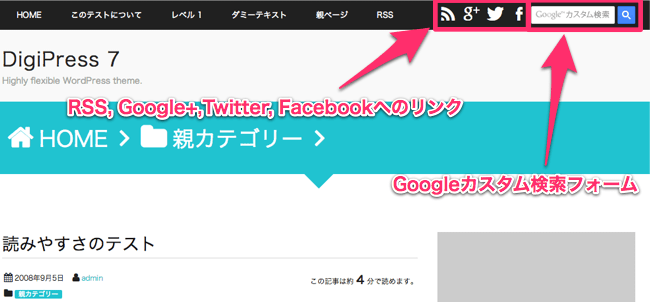 HOME このテストについて レベル 1 ダミーテキスト 親ページ RSS Google™ カスタム検索
DigiPress 7
Highly flexible WordPress theme.
RSS, Google+,Twitter, Facebookへのリンク
HOME 親カテゴリー
Googleカスタム検索フォーム
読みやすさのテスト
2008年9月5日 admin
この記事は約 4 分で読めます。
親カテゴリー